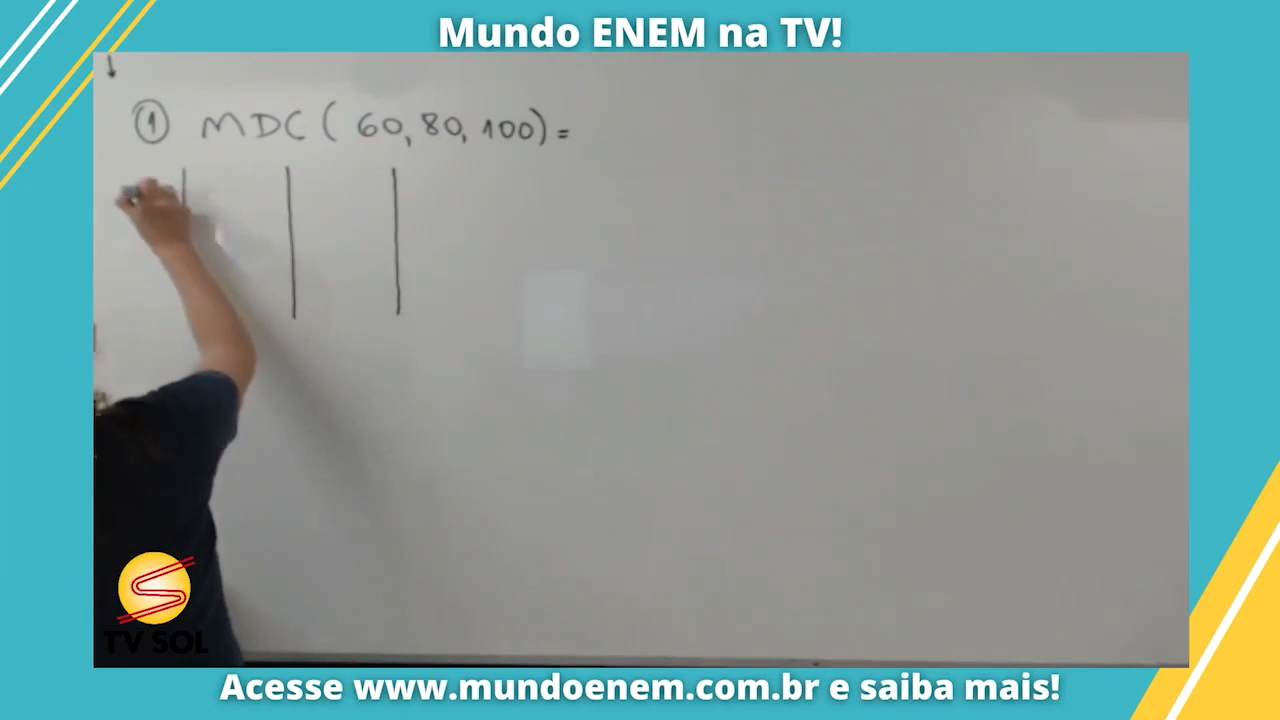 Mundo ENEM na TV!
1 MDC ( 60, 80, 100) =
TV SOL
Acesse www.mundoenem.com.br e saiba mais!